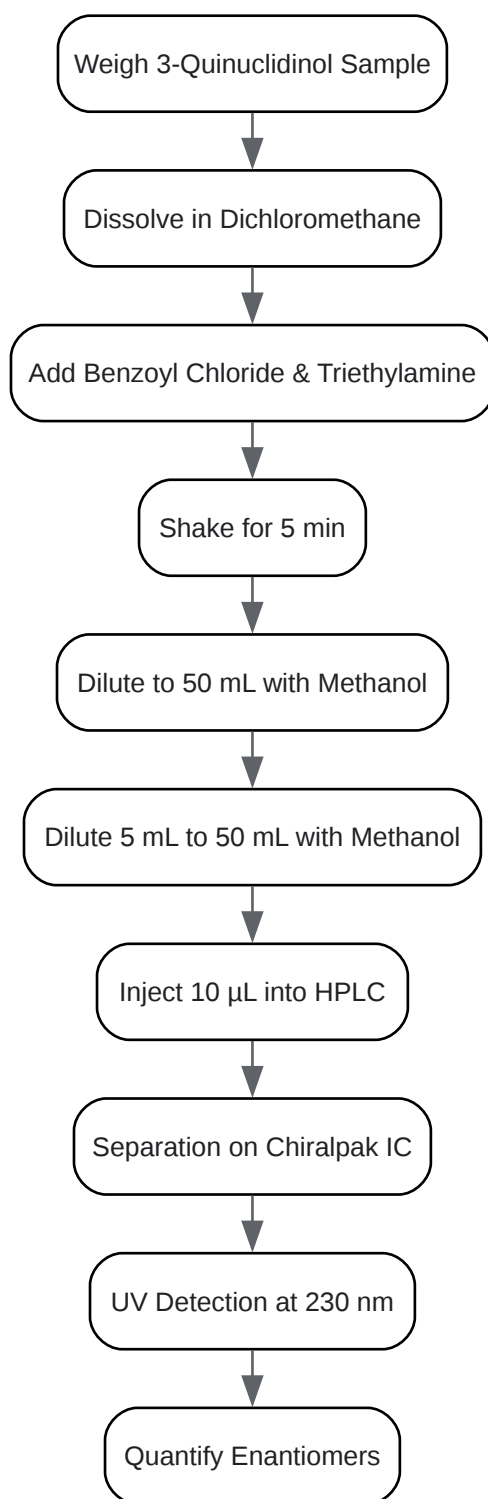 Weigh 3-Quinuclidinol Sample
Dissolve in Dichloromethane
Add Benzoyl Chloride & Triethylamine
Shake for 5 min
Dilute to 50 mL with Methanol
Dilute 5 mL to 50 mL with Methanol
Inject 10 µL into HPLC
Separation on Chiralpak IC
UV Detection at 230 nm
Quantify Enantiomers